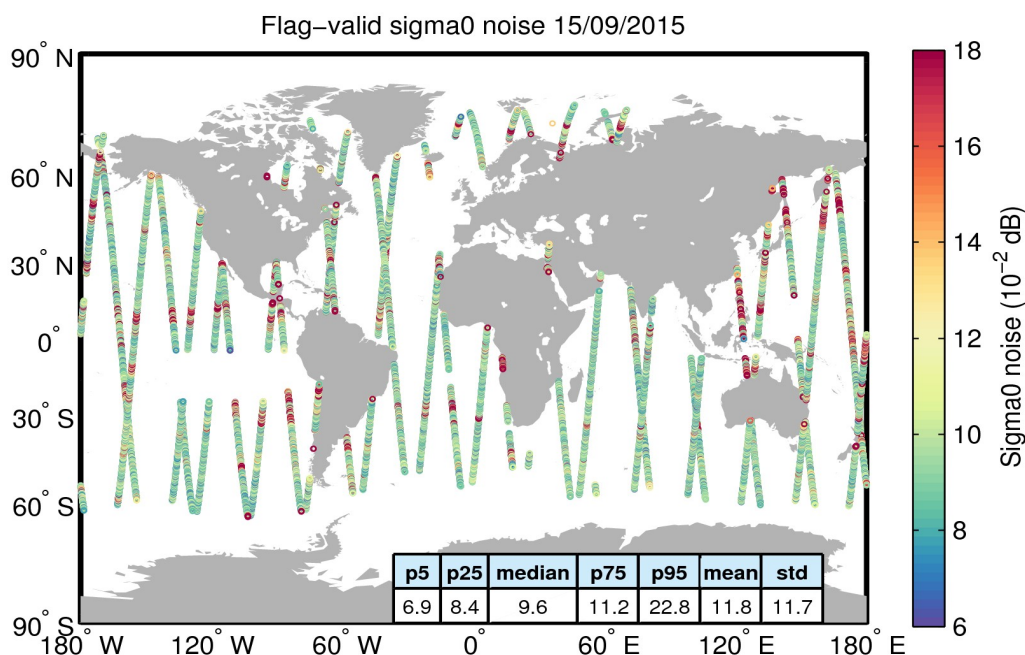 Flag−valid sigma0 noise 15/09/2015
90° N
60° N
30° N
0°
30° S
60° S
90° S
180° W
120° W
60° W
0°
60° E
120° E
180° E
p5 p25 median p75 p95 mean std
6.9 8.4 9.6 11.2 22.8 11.8 11.7
18
16
14
12
10
8
6
Sigma0 noise (10⁻² dB)